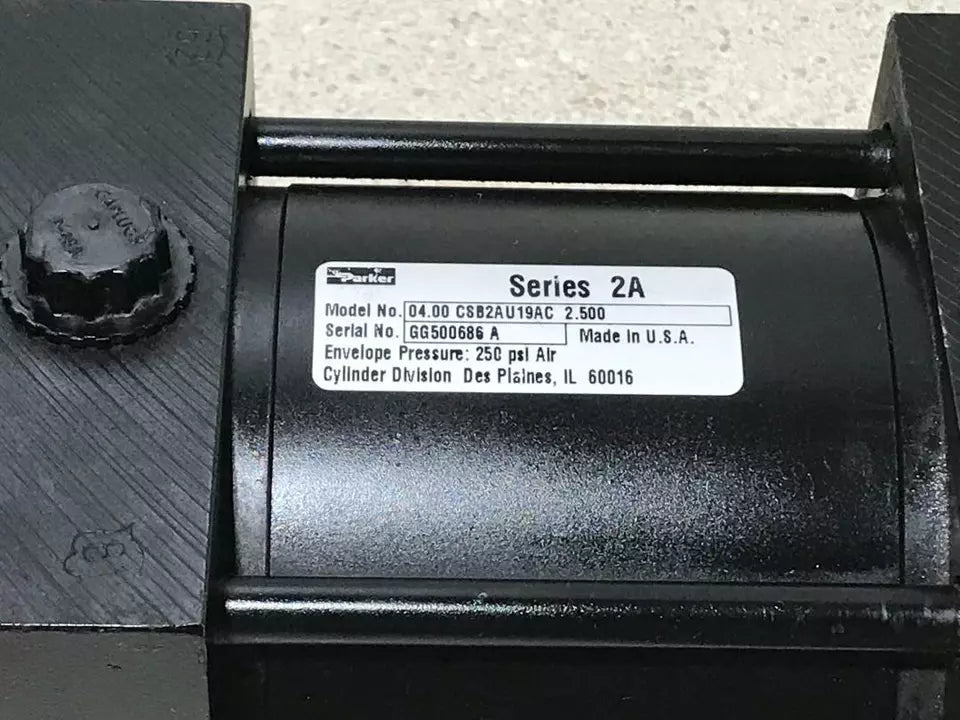 Parker
Series 2A
Model No. 04.00 CSB2AU19AC 2.500
Serial No. GG500686 A Made in U.S.A.
Envelope Pressure: 250 psi Air
Cylinder Division Des Plaines, IL 60016